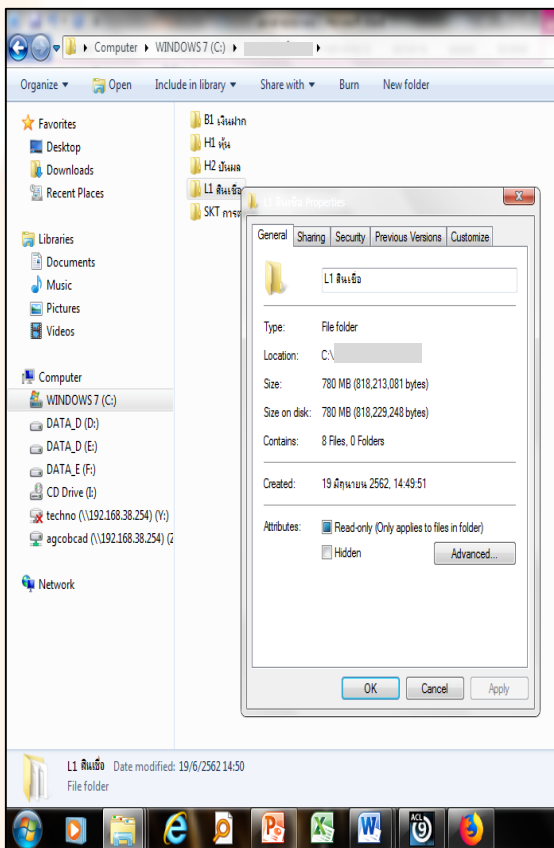 Computer ▸ WINDOWS 7 (C:) ▸
Organize ▾ Open Include in library ▾ Share with ▾ Burn New folder
Favorites
Desktop
Downloads
Recent Places
Libraries
Documents
Music
Pictures
Videos
Computer
WINDOWS 7 (C:)
DATA_D (D:)
DATA_D (E:)
DATA_E (F:)
CD Drive (I:)
techno (\\192.168.38.254) (Y:)
agcobcad (\\192.168.38.254) (Z
Network
B1 เงินฝาก
H1 หุ้น
H2 ปันผล
L1 สินเชื่อ
SKT การ
L1 สินเชื่อ Properties
General Sharing Security Previous Versions Customize
L1 สินเชื่อ
Type: File folder
Location: C:\
Size: 780 MB (818,213,081 bytes)
Size on disk: 780 MB (818,229,248 bytes)
Contains: 8 Files, 0 Folders
Created: 19 มิถุนายน 2562, 14:49:51
Attributes: Read-only (Only applies to files in folder)
Hidden Advanced...
OK Cancel Apply
L1 สินเชื่อ Date modified: 19/6/2562 14:50
File folder
ACL
9